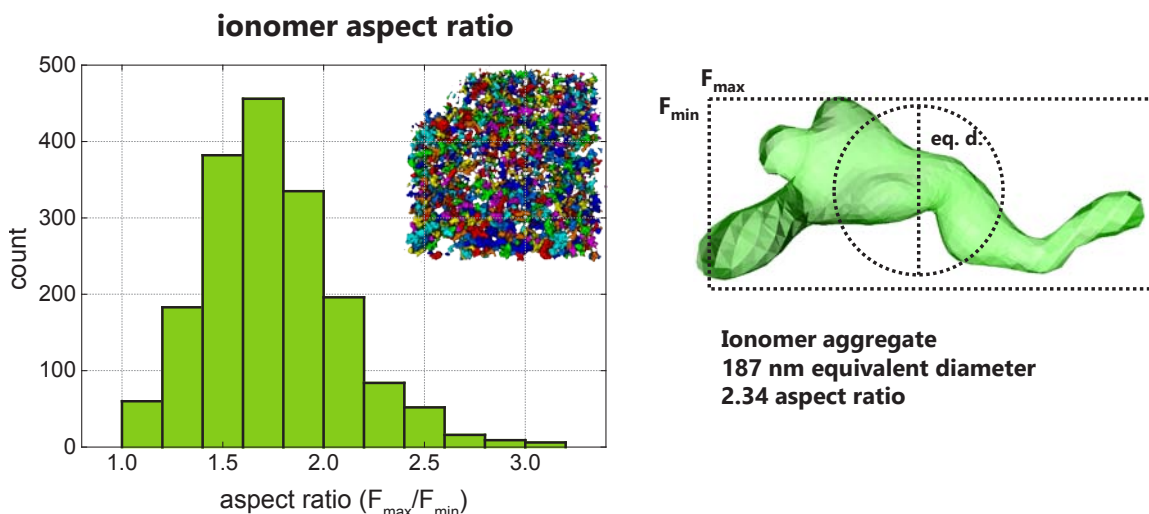 ionomer aspect ratio
500
400
300
200
100
0
count
1.0
1.5
2.0
2.5
3.0
aspect ratio (Fmax/Fmin)
Fmax
Fmin
eq. d.
Ionomer aggregate
187 nm equivalent diameter
2.34 aspect ratio